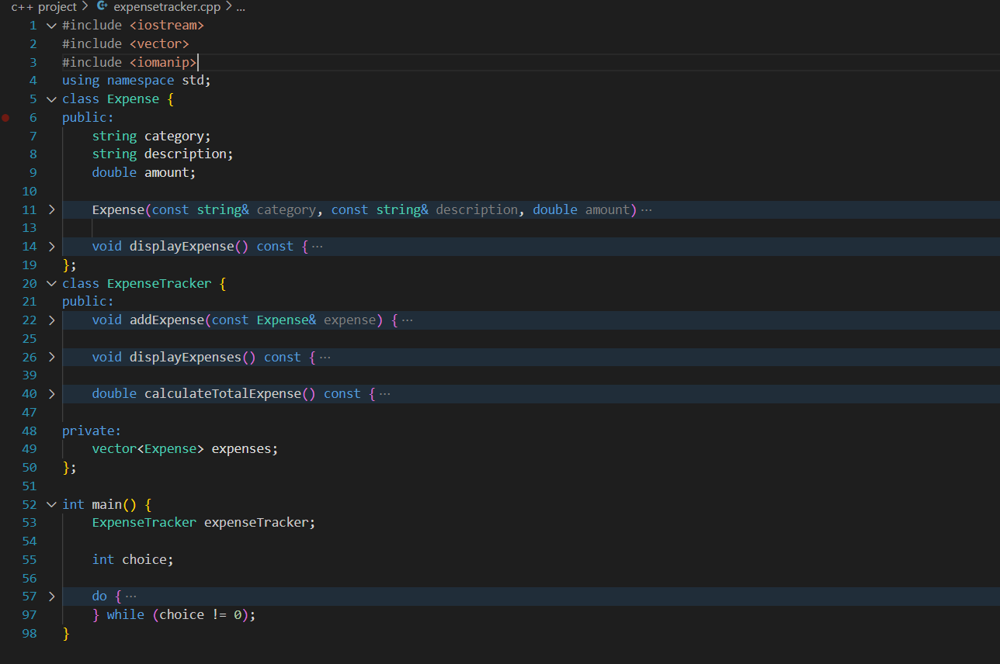 c++ project > expensetracker.cpp > ...
1 #include <iostream>
2 #include <vector>
3 #include <iomanip>
4 using namespace std;
5 class Expense {
6 public:
7     string category;
8     string description;
9     double amount;
10
11     Expense(const string& category, const string& description, double amount) ···
13
14     void displayExpense() const { ···
19 };
20 class ExpenseTracker {
21 public:
22     void addExpense(const Expense& expense) { ···
25
26     void displayExpenses() const { ···
39
40     double calculateTotalExpense() const { ···
47
48 private:
49     vector<Expense> expenses;
50 };
51
52 int main() {
53     ExpenseTracker expenseTracker;
54
55     int choice;
56
57     do { ···
97     } while (choice != 0);
98 }